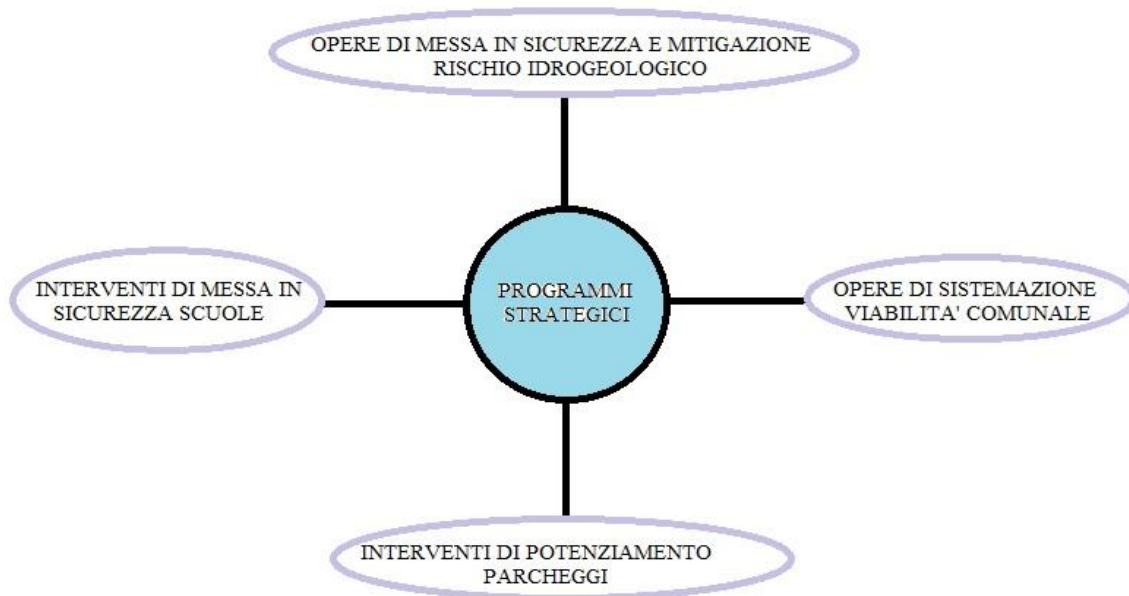 OPERE DI MESSA IN SICUREZZA E MITIGAZIONE
RISCHIO IDROGEOLOGICO
INTERVENTI DI MESSA IN
SICUREZZA SCUOLE
PROGRAMMI
STRATEGICI
OPERE DI SISTEMAZIONE
VIABILITA' COMUNALE
INTERVENTI DI POTENZIAMENTO
PARCHEGGI